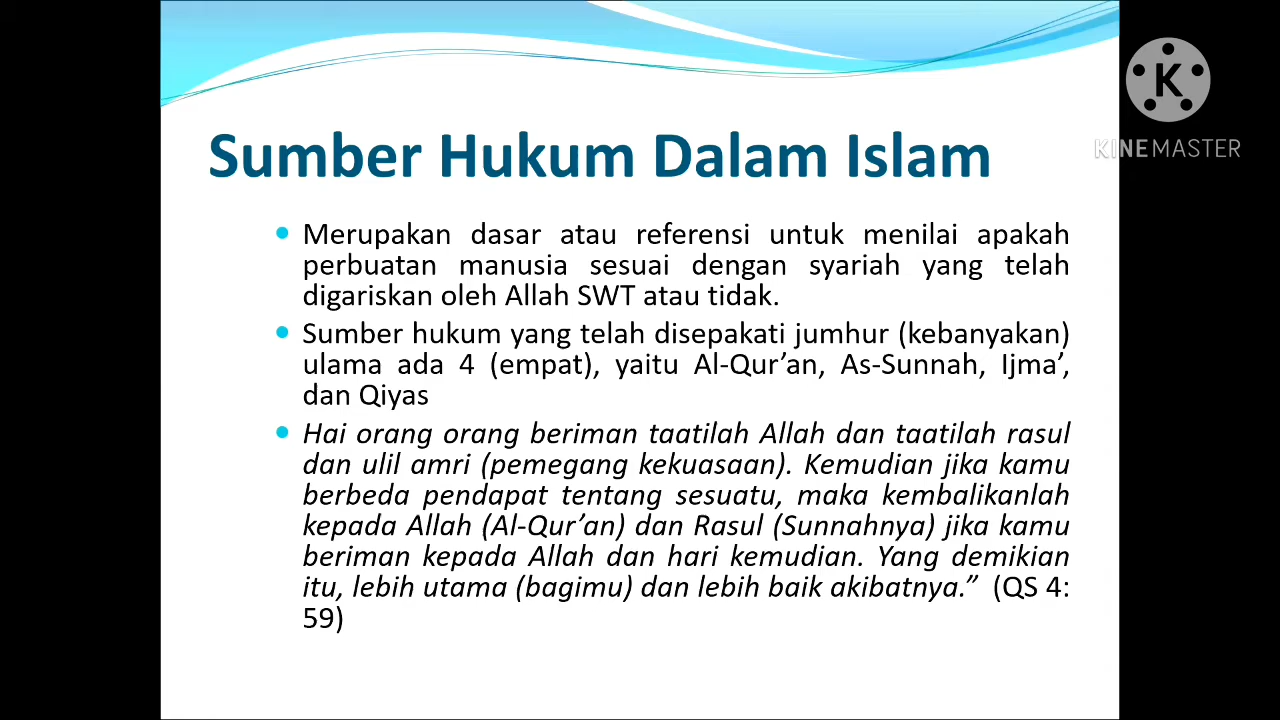 Sumber Hukum Dalam Islam
K
KINEMASTER
Merupakan dasar atau referensi untuk menilai apakah
perbuatan manusia sesuai dengan syariah yang telah
digariskan oleh Allah SWT atau tidak.
Sumber hukum yang telah disepakati jumhur (kebanyakan)
ulama ada 4 (empat), yaitu Al-Qur’an, As-Sunnah, Ijma’,
dan Qiyas
Hai orang orang beriman taatilah Allah dan taatilah rasul
dan ulil amri (pemegang kekuasaan). Kemudian jika kamu
berbeda pendapat tentang sesuatu, maka kembalikanlah
kepada Allah (Al-Qur’an) dan Rasul (Sunnahnya) jika kamu
beriman kepada Allah dan hari kemudian. Yang demikian
itu, lebih utama (bagimu) dan lebih baik akibatnya.” (QS 4:
59)